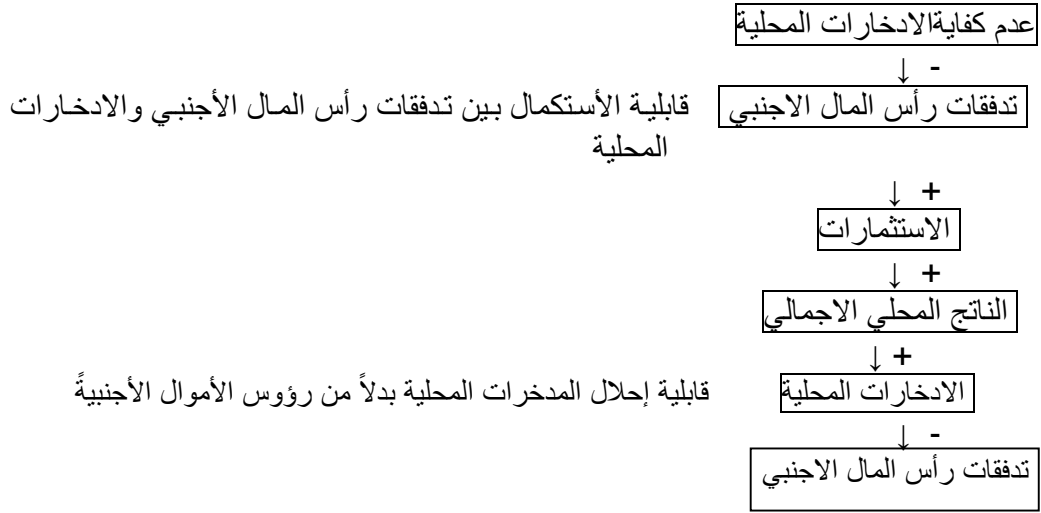 عدم كفايةالادخارات المحلية
↓ -
تدفقات رأس المال الاجنبي قابلية الأستكمال بين تدفقات رأس المال الأجنبي والادخارات
المحلية
↓ +
الاستثمارات
↓ +
الناتج المحلي الاجمالي
↓ +
الادخارات المحلية قابلية إحلال المدخرات المحلية بدلاً من رؤوس الأموال الأجنبيةً
↓ -
تدفقات رأس المال الاجنبي